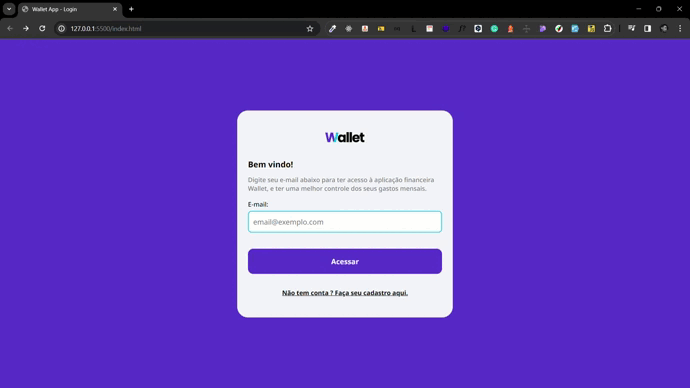 Wallet App - Login
127.0.0.1:5500/index.html
Wallet
Bem vindo!
Digite seu e-mail abaixo para ter acesso à aplicação financeira
Wallet, e ter uma melhor controle dos seus gastos mensais.
E-mail:
email@exemplo.com
Acessar
Não tem conta ? Faça seu cadastro aqui.